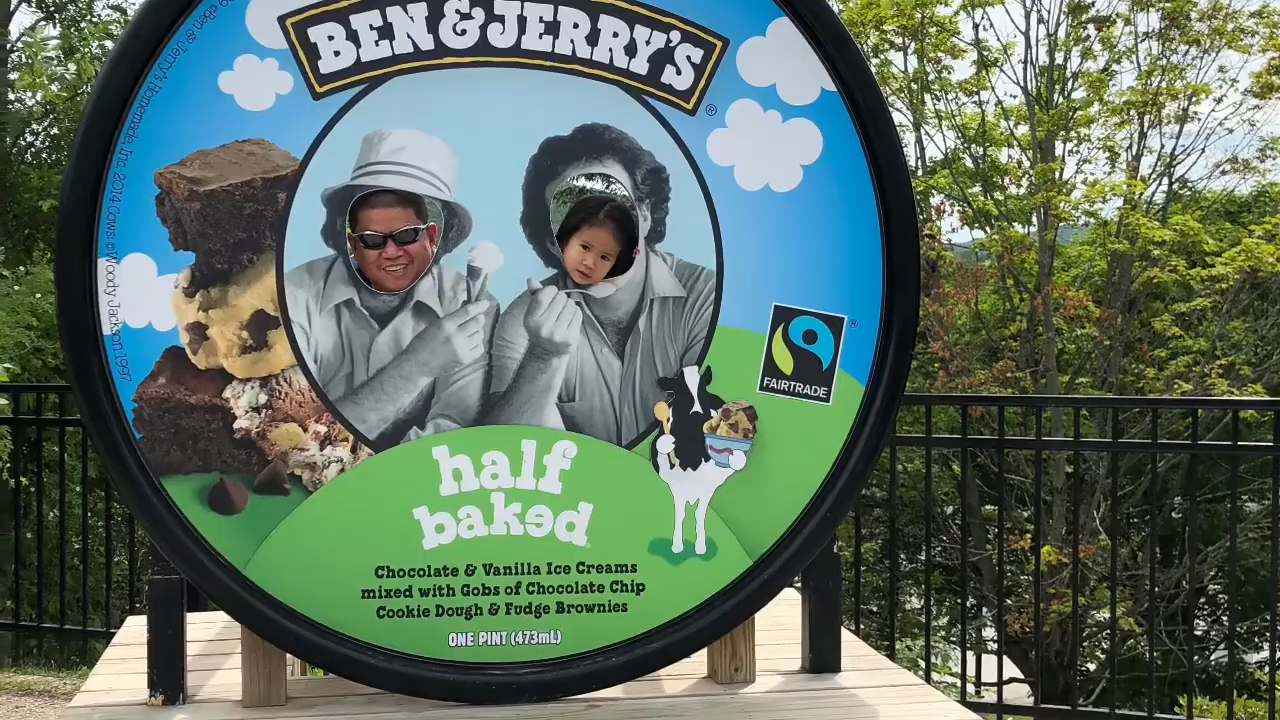 BEN & JERRY'S
®
© Ben & Jerry's Homemade, Inc. 2014 Cows: © Woody Jackson 1997
FAIRTRADE
®
half
baked
Chocolate & Vanilla Ice Creams
mixed with Gobs of Chocolate Chip
Cookie Dough & Fudge Brownies
ONE PINT (473mL)